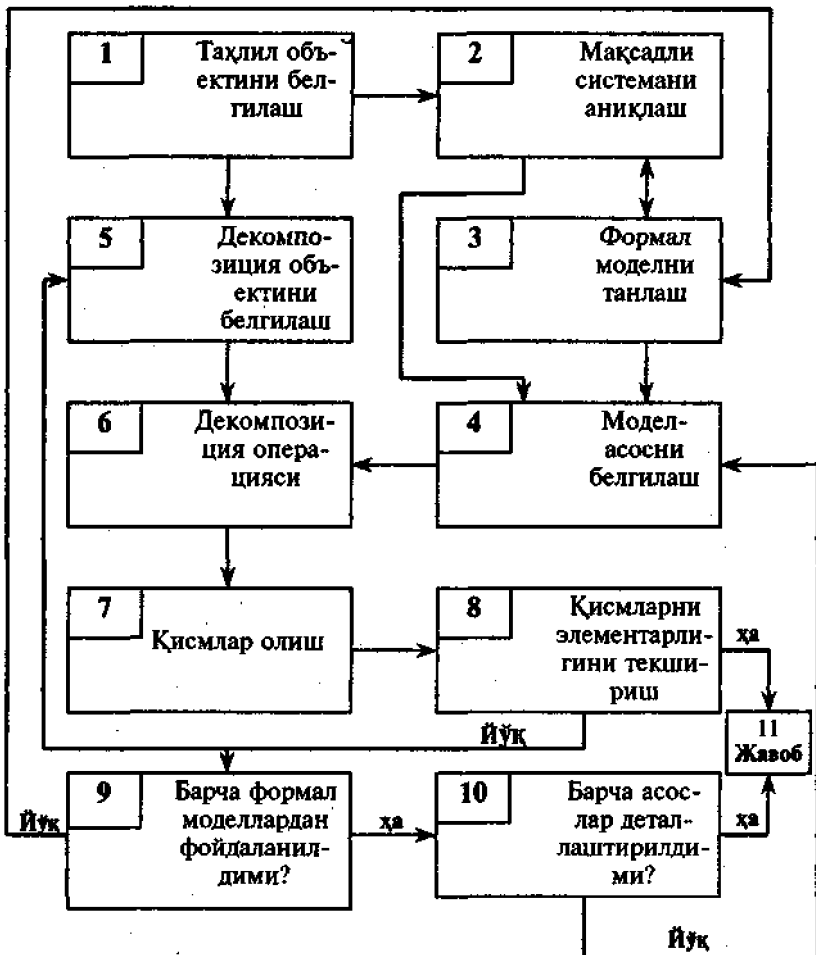 1
Таҳлил объ-
ектини бел-
гилаш
2
Мақсадли
системани
аниқлаш
5
Декомпо-
зиция объ-
ектини
белгилаш
3
Формал
моделни
танлаш
6
Декомпози-
ция опера-
цияси
4
Модел-
асосни
белгилаш
7
Қисмлар олиш
8
Қисмларни
элементарли-
гини текши-
риш
ҳа
Йўқ
11
Жавоб
9
Барча формал
моделлардан
фойдаланил-
дими?
Йўқ
ҳа
10
Барча асос-
лар детал-
лаштирилди-
ми?
ҳа
Йўқ